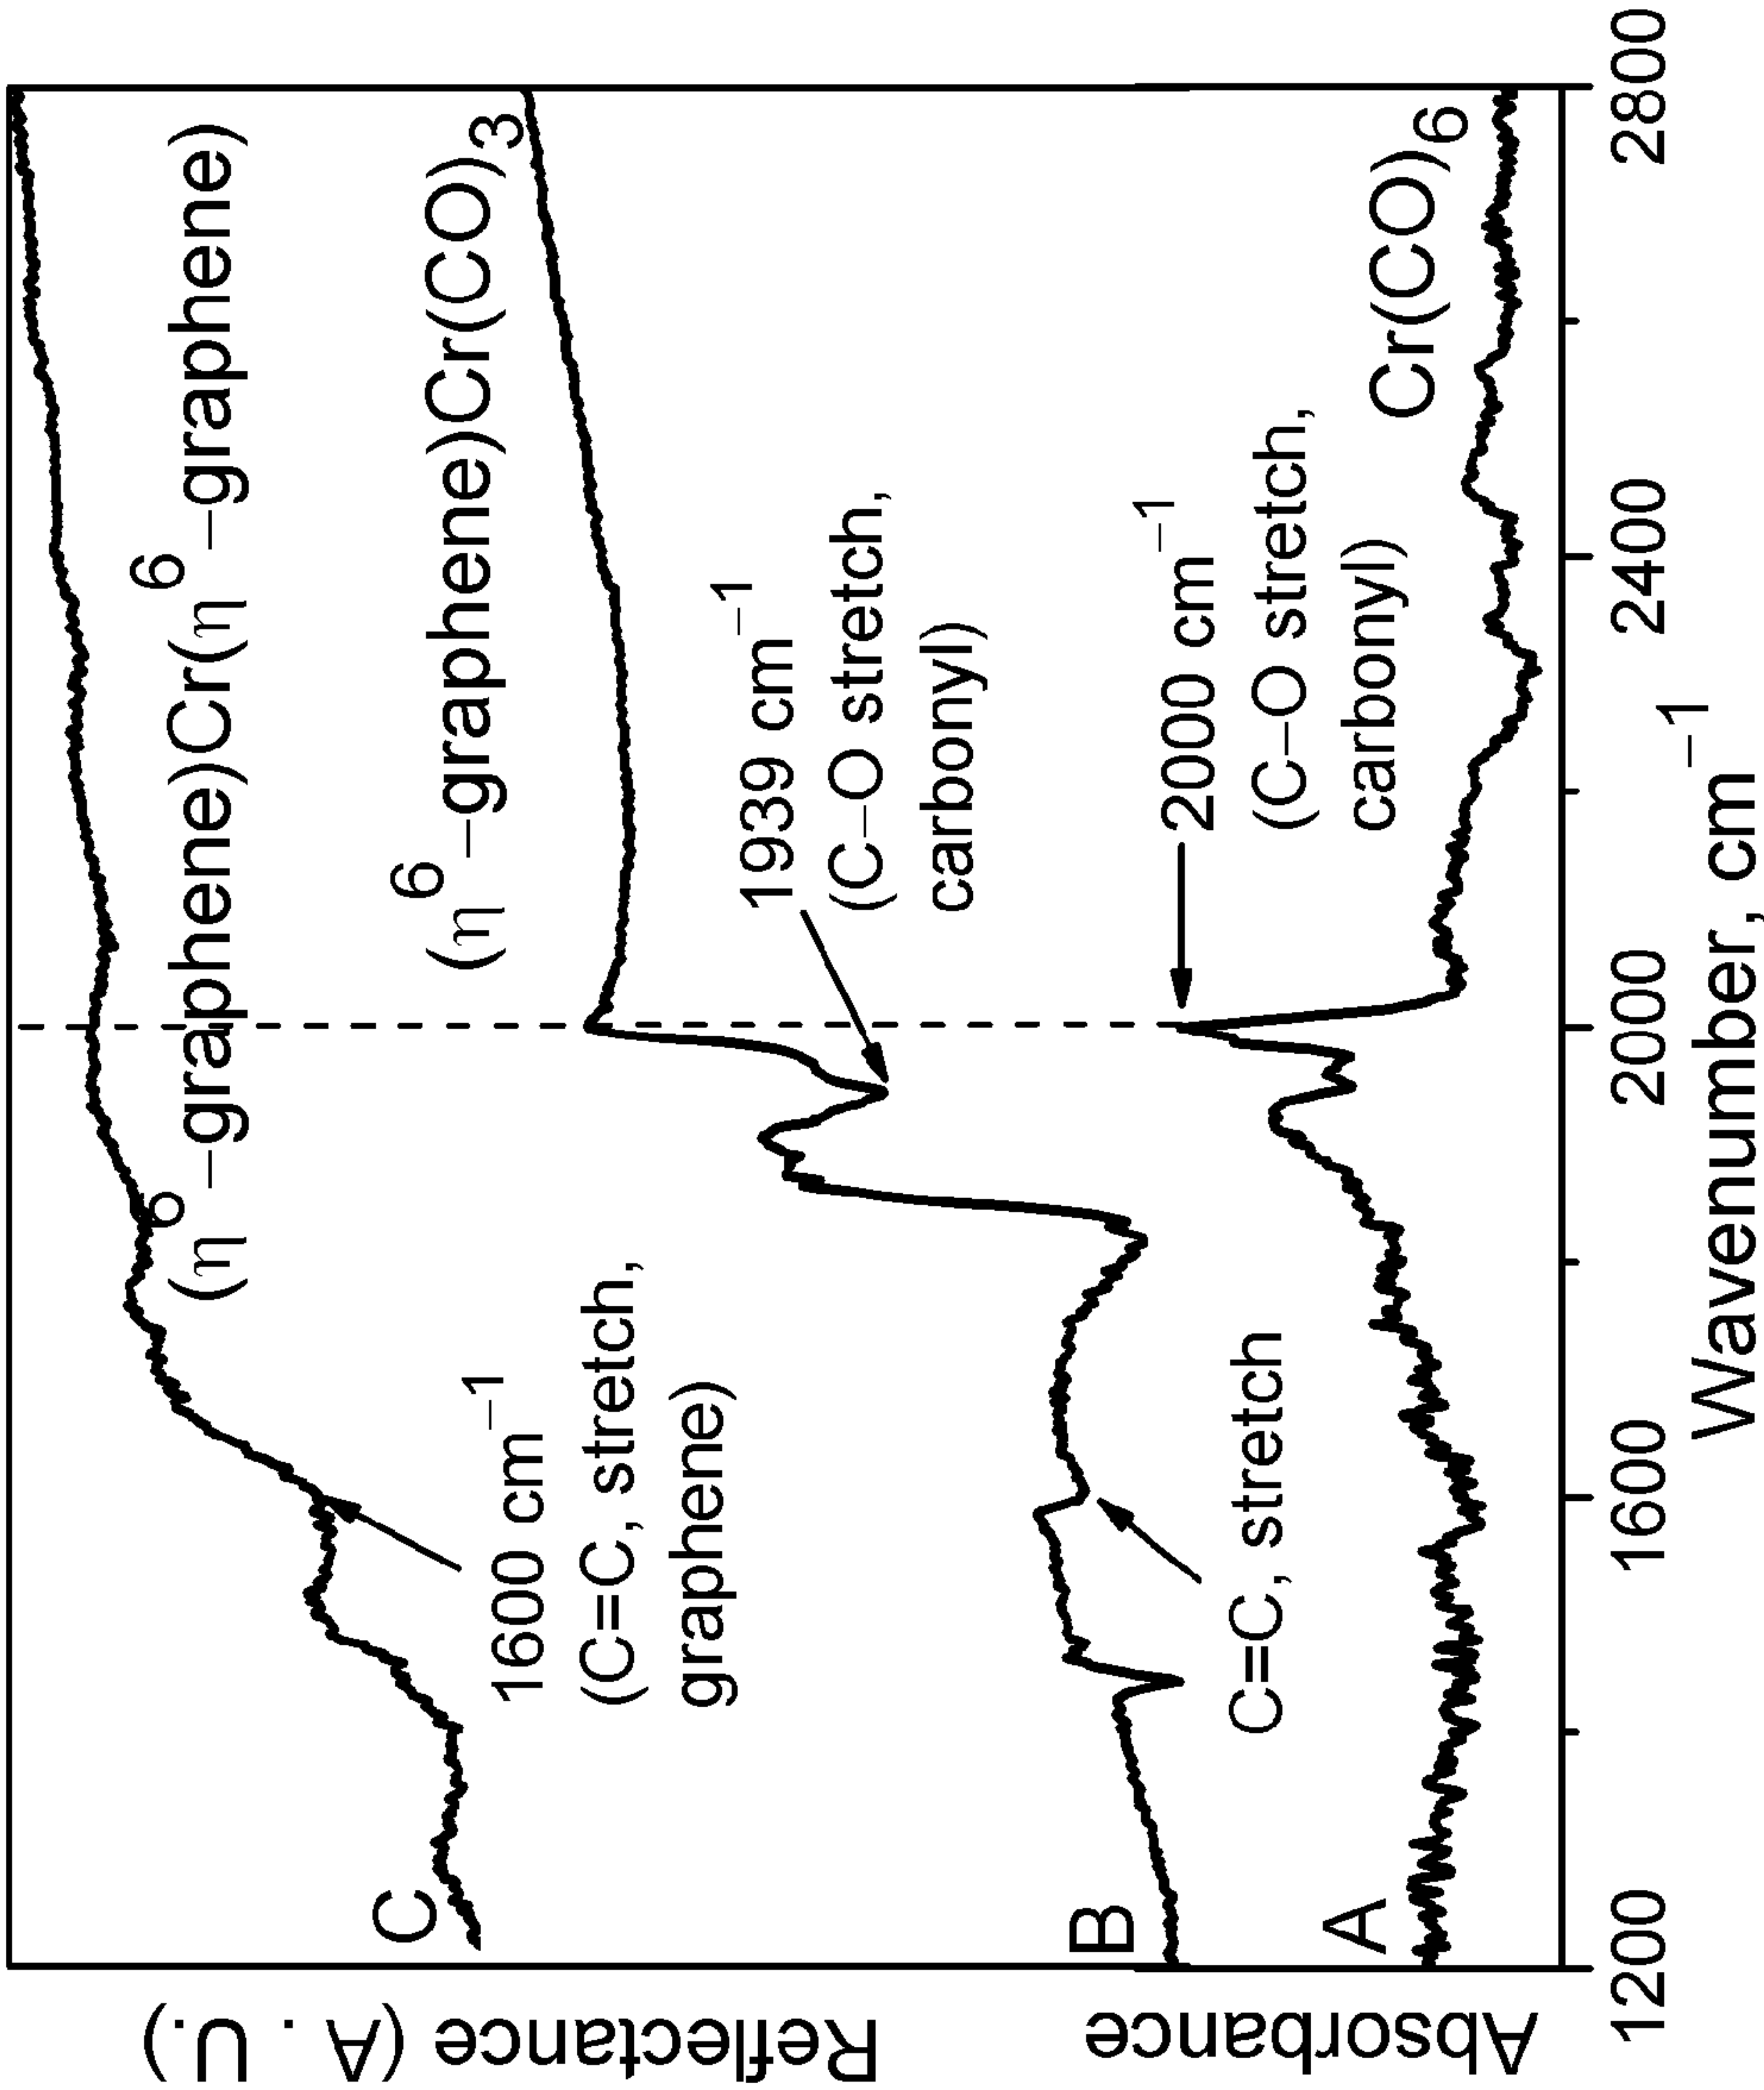 (η⁶–graphene)Cr(η⁶–graphene)
(η⁶–graphene)Cr(CO)₃
C
1600 cm⁻¹
(C=C, stretch,
graphene)
1939 cm⁻¹
(C–O stretch,
carbonyl)
B
C=C, stretch
2000 cm⁻¹
(C–O stretch,
carbonyl)
A
Cr(CO)₆
Absorbance
Reflectance (A . U.)
1200
1600
2000
2400
2800
Wavenumber, cm⁻¹